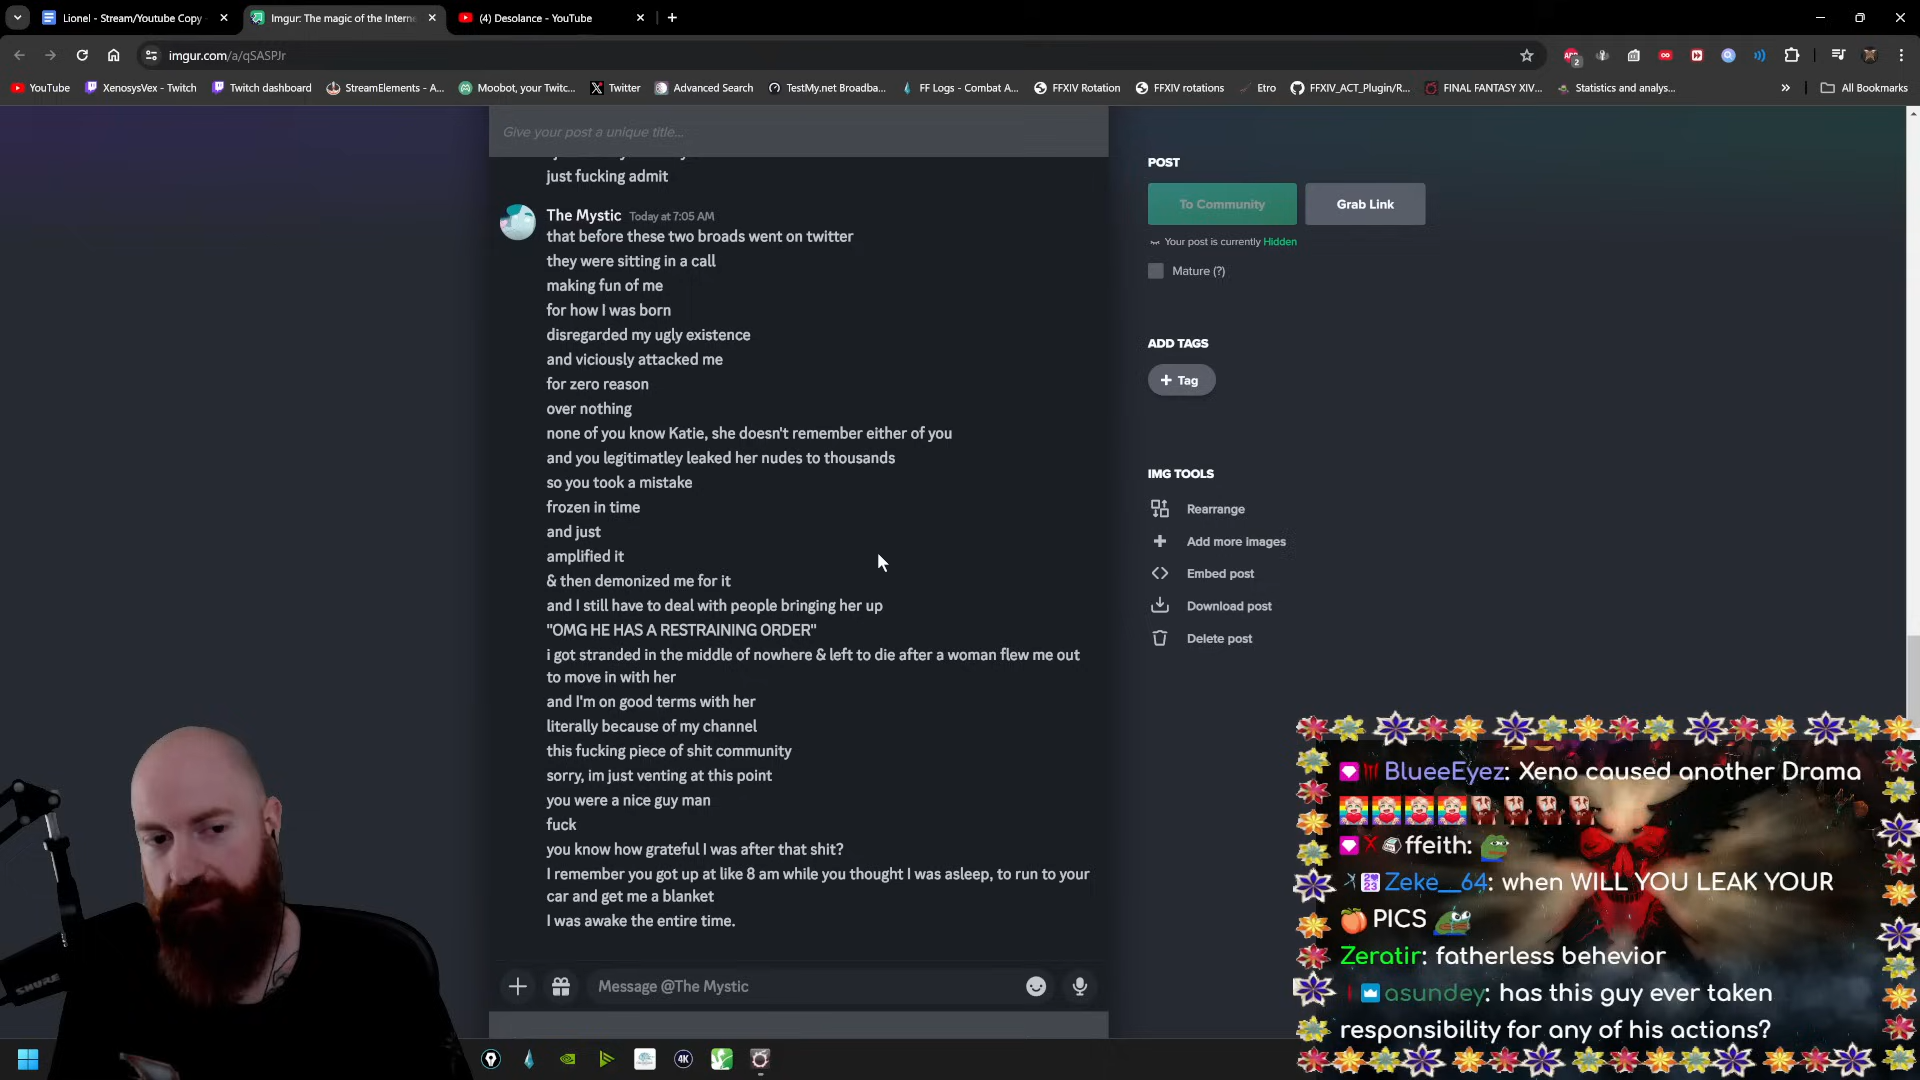 Lionel - Stream/Youtube Copy
Imgur: The magic of the Intern
(4) Desolance - YouTube
imgur.com/a/qSASPJr
2
YouTube
XenosysVex - Twitch
Twitch dashboard
StreamElements - A...
Moobot, your Twitc...
Twitter
Advanced Search
TestMy.net Broadba...
FF Logs - Combat A...
FFXIV Rotation
FFXIV rotations
Etro
FFXIV_ACT_Plugin/R...
FINAL FANTASY XIV...
Statistics and analys...
All Bookmarks
Give your post a unique title...
just fucking admit
The Mystic Today at 7:05 AM
that before these two broads went on twitter
they were sitting in a call
making fun of me
for how I was born
disregarded my ugly existence
and viciously attacked me
for zero reason
over nothing
none of you know Katie, she doesn't remember either of you
and you legitimatley leaked her nudes to thousands
so you took a mistake
frozen in time
and just
amplified it
& then demonized me for it
and I still have to deal with people bringing her up
"OMG HE HAS A RESTRAINING ORDER"
i got stranded in the middle of nowhere & left to die after a woman flew me out
to move in with her
and I'm on good terms with her
literally because of my channel
this fucking piece of shit community
sorry, im just venting at this point
you were a nice guy man
fuck
you know how grateful I was after that shit?
I remember you got up at like 8 am while you thought I was asleep, to run to your
car and get me a blanket
I was awake the entire time.
Message @The Mystic
POST
To Community
Grab Link
Your post is currently Hidden
Mature (?)
ADD TAGS
+ Tag
IMG TOOLS
Rearrange
Add more images
Embed post
Download post
Delete post
BlueeEyez: Xeno caused another Drama
ffeith:
Zeke__64: when WILL YOU LEAK YOUR
PICS
Zeratir: fatherless behevior
asundey: has this guy ever taken
responsibility for any of his actions?
SHURE
4K